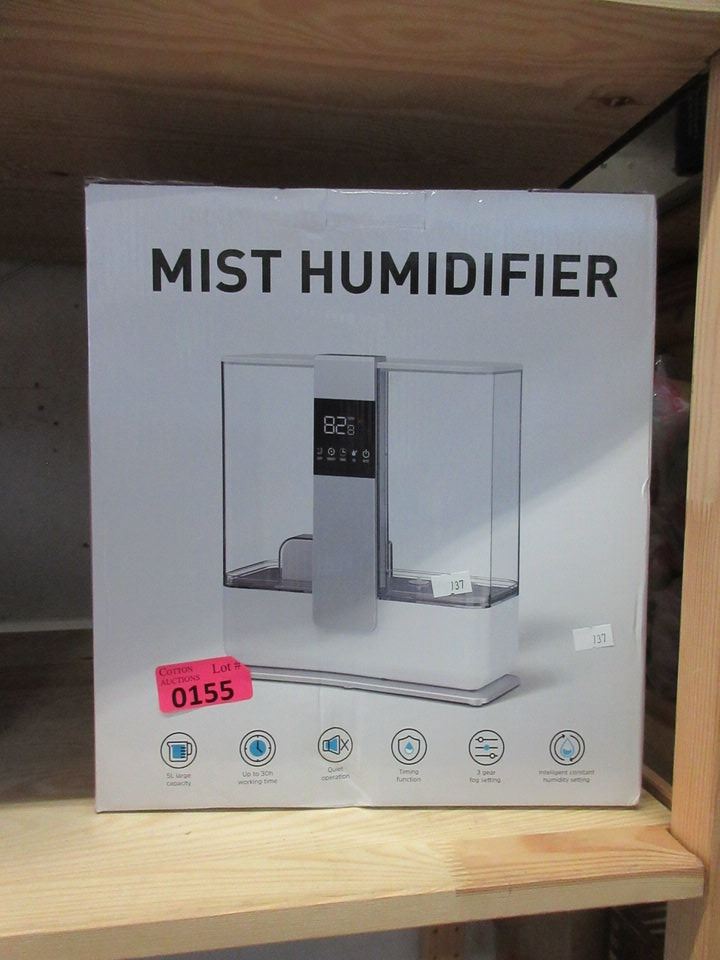 MIST HUMIDIFIER
82
137
137
COTTON AUCTIONS Lot #
0155
5L large capacity
Up to 30h working time
Quiet operation
Timing function
3 gear fog setting
Intelligent constant humidity setting